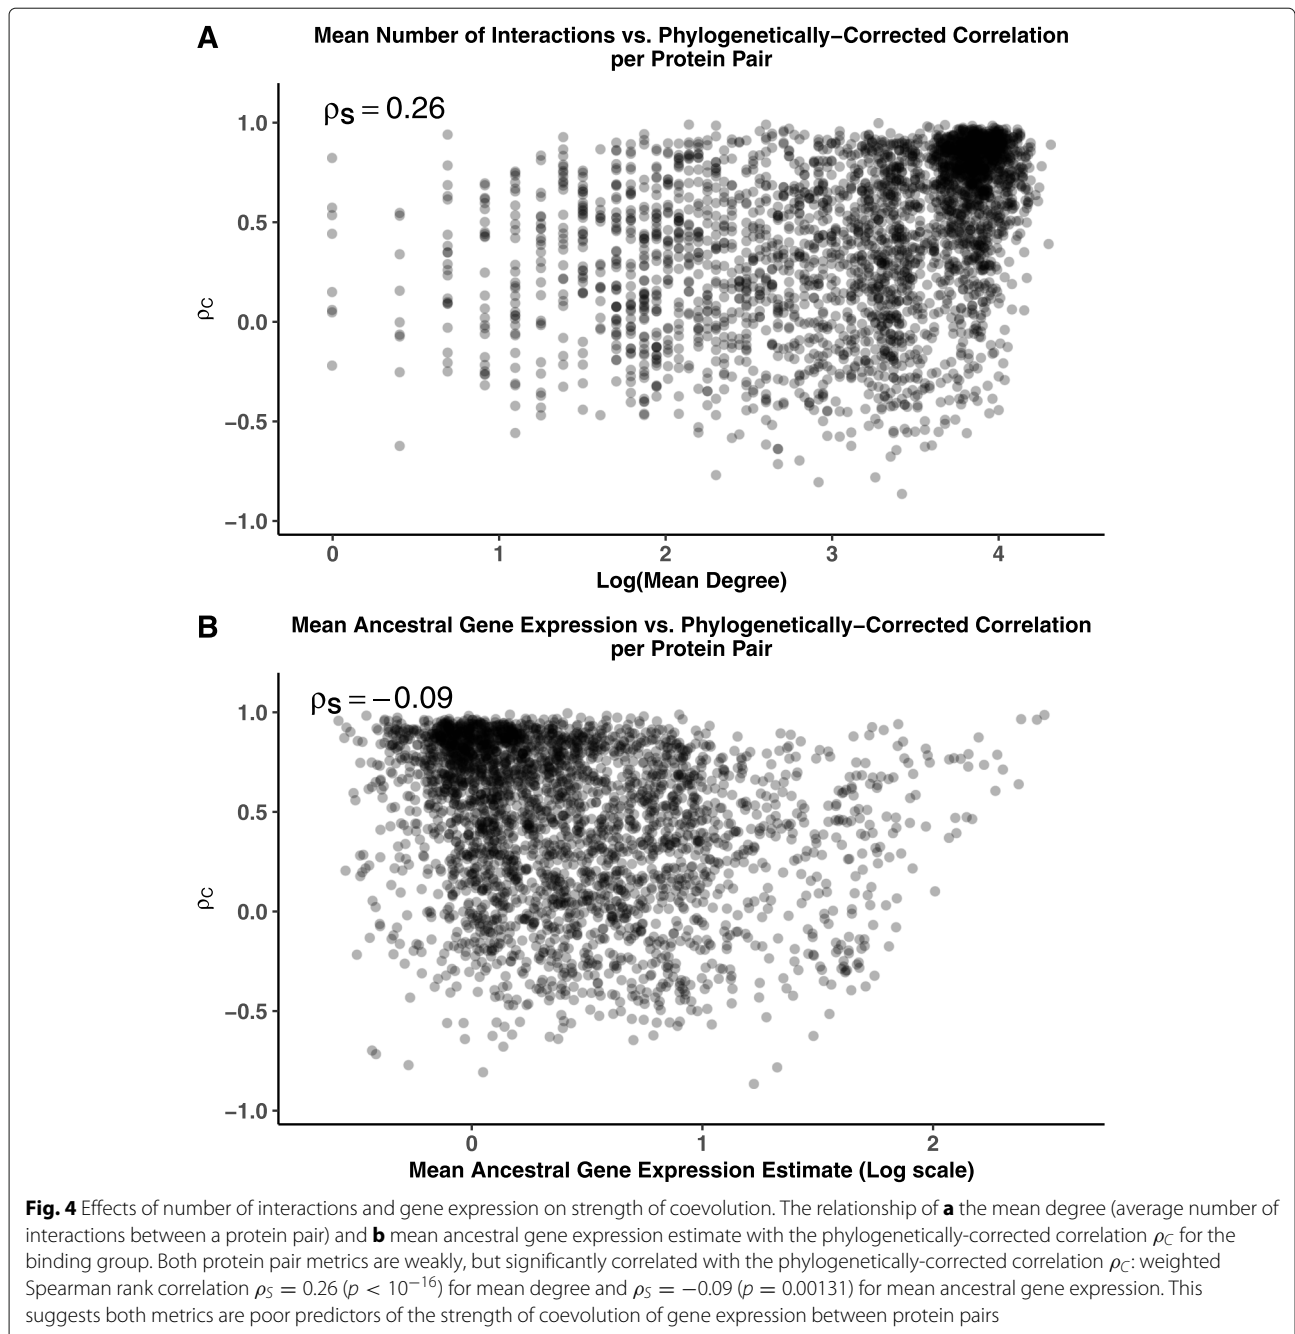 A
Mean Number of Interactions vs. Phylogenetically−Corrected Correlation
per Protein Pair
ρS = 0.26
1.0
0.5
0.0
−0.5
−1.0
ρC
0 1 2 3 4
Log(Mean Degree)
B
Mean Ancestral Gene Expression vs. Phylogenetically−Corrected Correlation
per Protein Pair
ρS = −0.09
1.0
0.5
0.0
−0.5
−1.0
ρC
0 1 2
Mean Ancestral Gene Expression Estimate (Log scale)
Fig. 4 Effects of number of interactions and gene expression on strength of coevolution. The relationship of a the mean degree (average number of
interactions between a protein pair) and b mean ancestral gene expression estimate with the phylogenetically-corrected correlation ρC for the
binding group. Both protein pair metrics are weakly, but significantly correlated with the phylogenetically-corrected correlation ρC: weighted
Spearman rank correlation ρS = 0.26 (p < 10−16) for mean degree and ρS = −0.09 (p = 0.00131) for mean ancestral gene expression. This
suggests both metrics are poor predictors of the strength of coevolution of gene expression between protein pairs